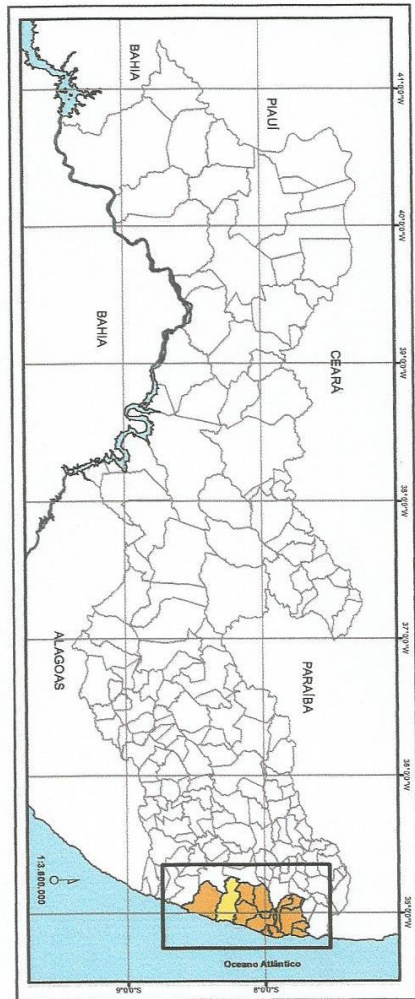 41°0'0"W
40°0'0"W
39°0'0"W
38°0'0"W
37°0'0"W
36°0'0"W
35°0'0"W
CEARÁ
PARAÍBA
PIAUÍ
Oceano Atlântico
8°0'0"S
BAHIA
BAHIA
9°0'0"S
ALAGOAS
1:3.600.000